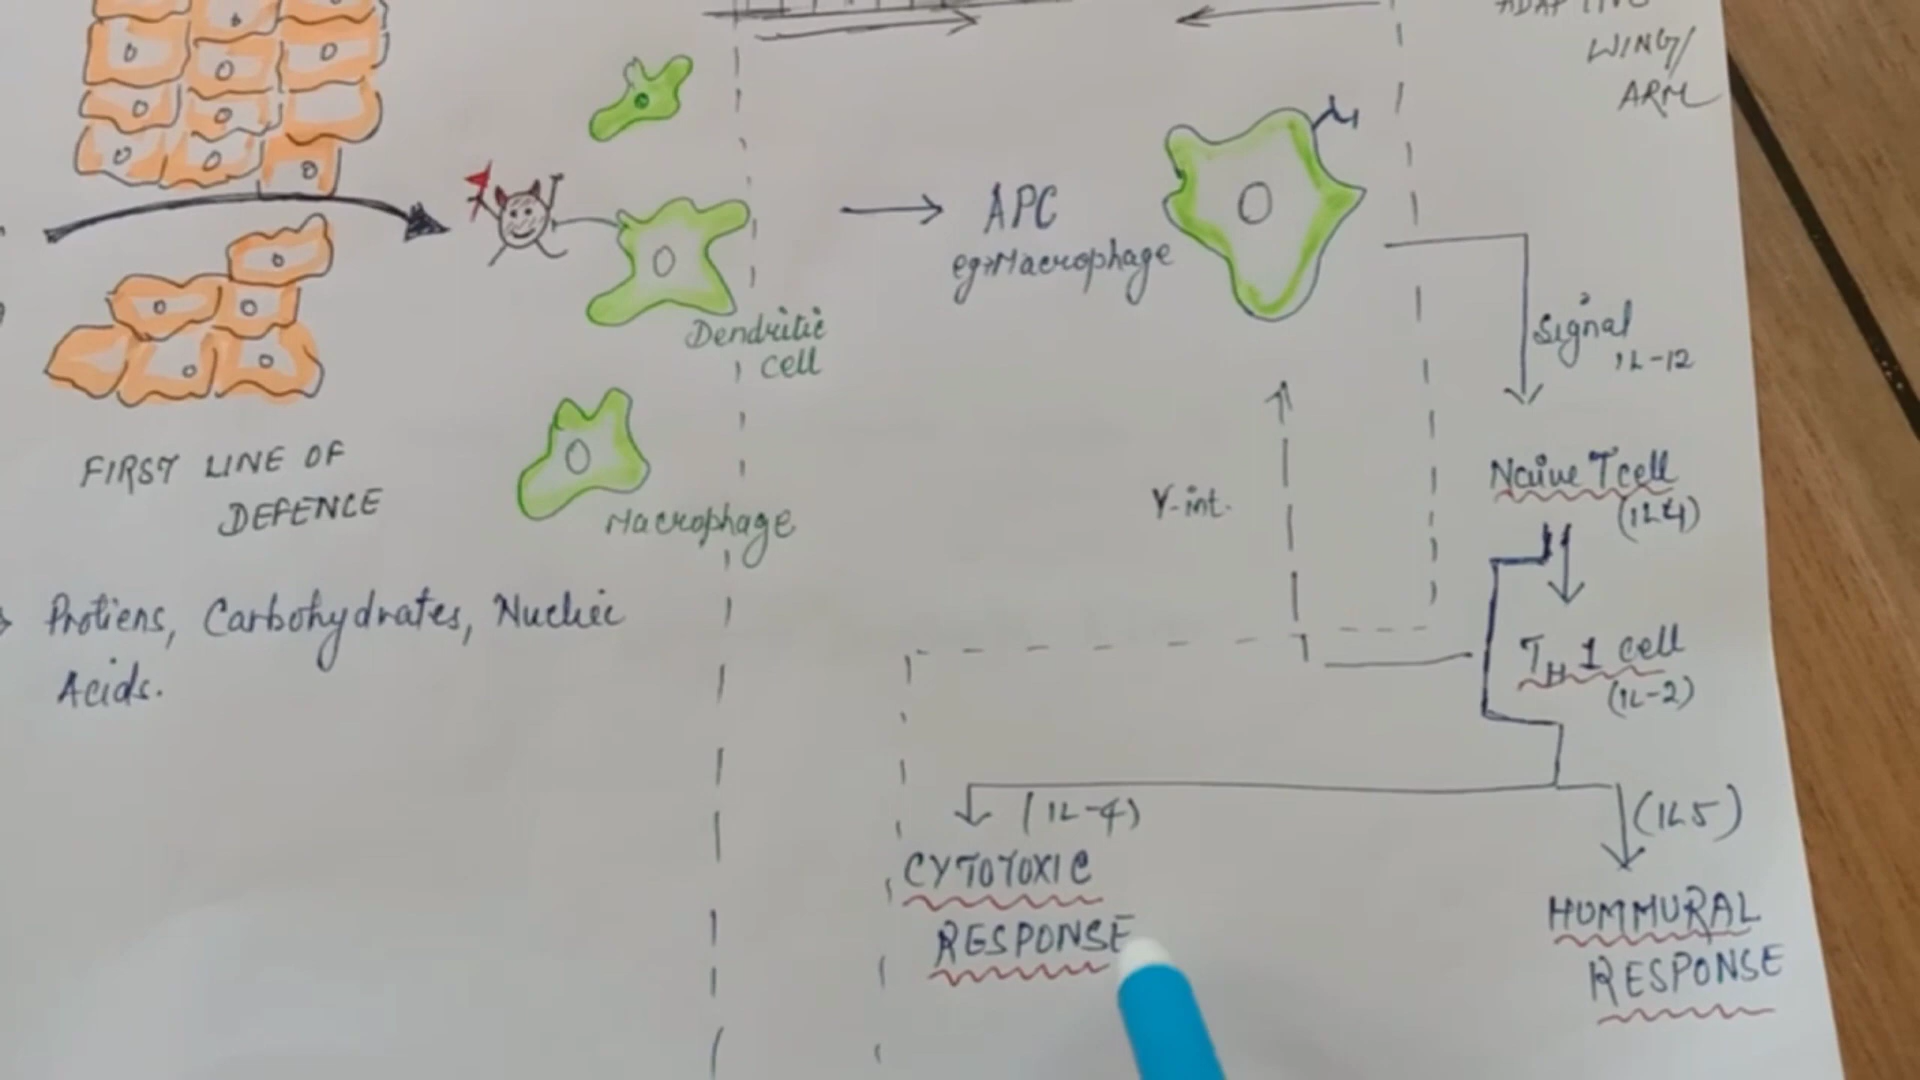 ADAPTIVE
WING/
ARM
APC
eg→Macrophage
Dendritic
cell
Signal
IL-12
FIRST LINE OF
DEFENCE
Macrophage
γ-int.
Naive T cell
(IL4)
Protiens, Carbohydrates, Nucleic
Acids.
TH 1 cell
(IL-2)
(IL-4)
(IL5)
CYTOTOXIC
RESPONSE
HUMMURAL
RESPONSE